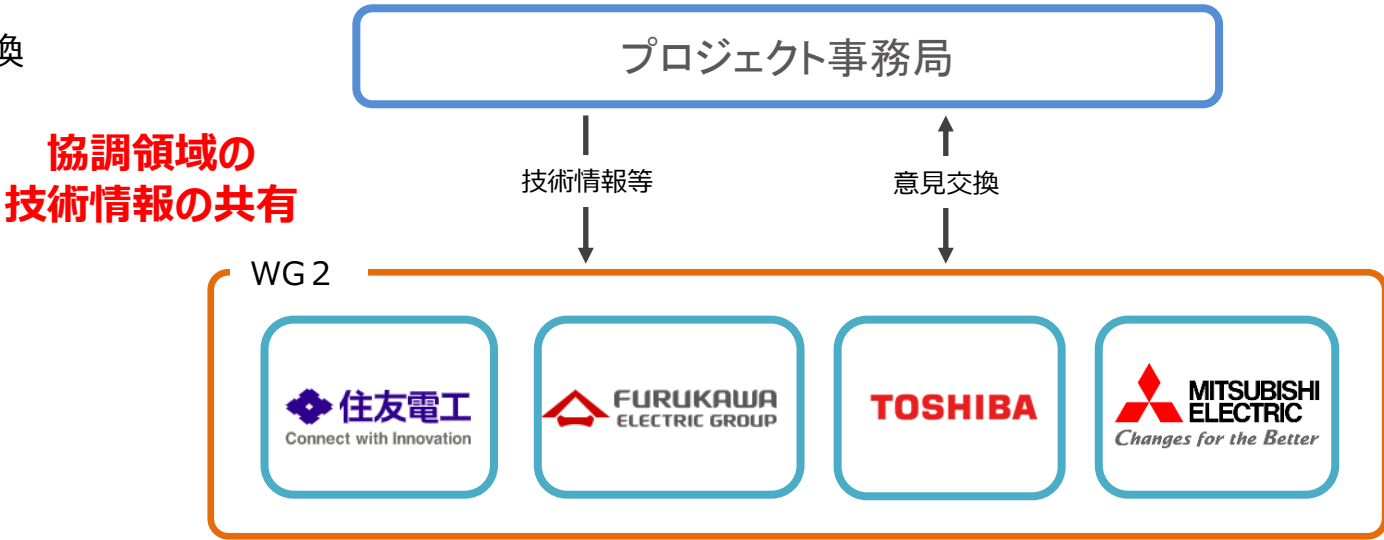 換
プロジェクト事務局
協調領域の
技術情報の共有
技術情報等
意見交換
WG2
住友電工
Connect with Innovation
FURUKAWA
ELECTRIC GROUP
TOSHIBA
MITSUBISHI
ELECTRIC
Changes for the Better